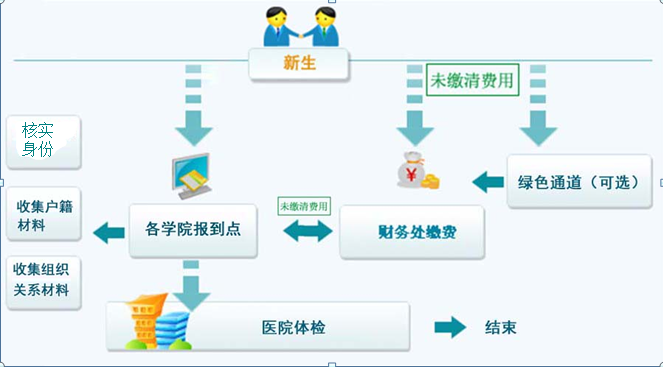 新生
未缴清费用
核实
身份
绿色通道（可选）
¥
收集户籍
材料
未缴清费用
各学院报到点
财务处缴费
收集组织
关系材料
医院体检
结束